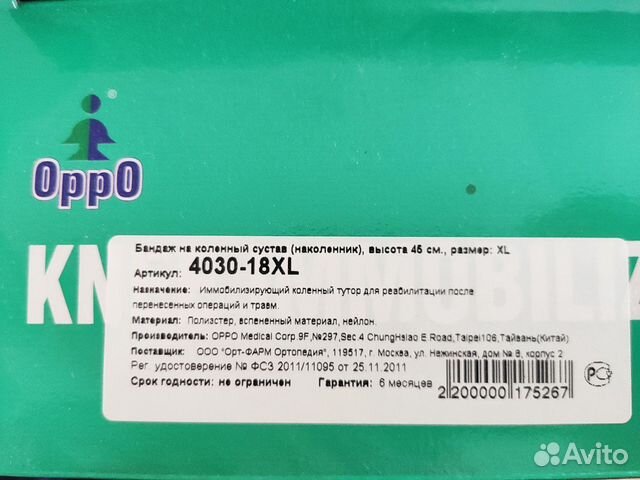 ®
OppO
Бандаж на коленный сустав (наколенник), высота 46 см., размер: XL
Артикул: 4030-18XL
Назначение: Иммобилизирующий коленный тутор для реабилитации после
перенесенных операций и травм
Материал: Полиэстер, вспененный материал, нейлон.
Производитель: OPPO Medical Corp.9F,№297,Sec.4 ChungHsiao E Road,Taipei106,Тайвань(Китай)
Поставщик: ООО "Орт-ФАРМ Ортопедия", 119517, г. Москва, ул. Нежинская, дом № 8, корпус 2
Рег. удостоверение № ФСЗ 2011/11095 от 25.11.2011
Срок годности: не ограничен Гарантия: 6 месяцев
2 200000 175267
Avito